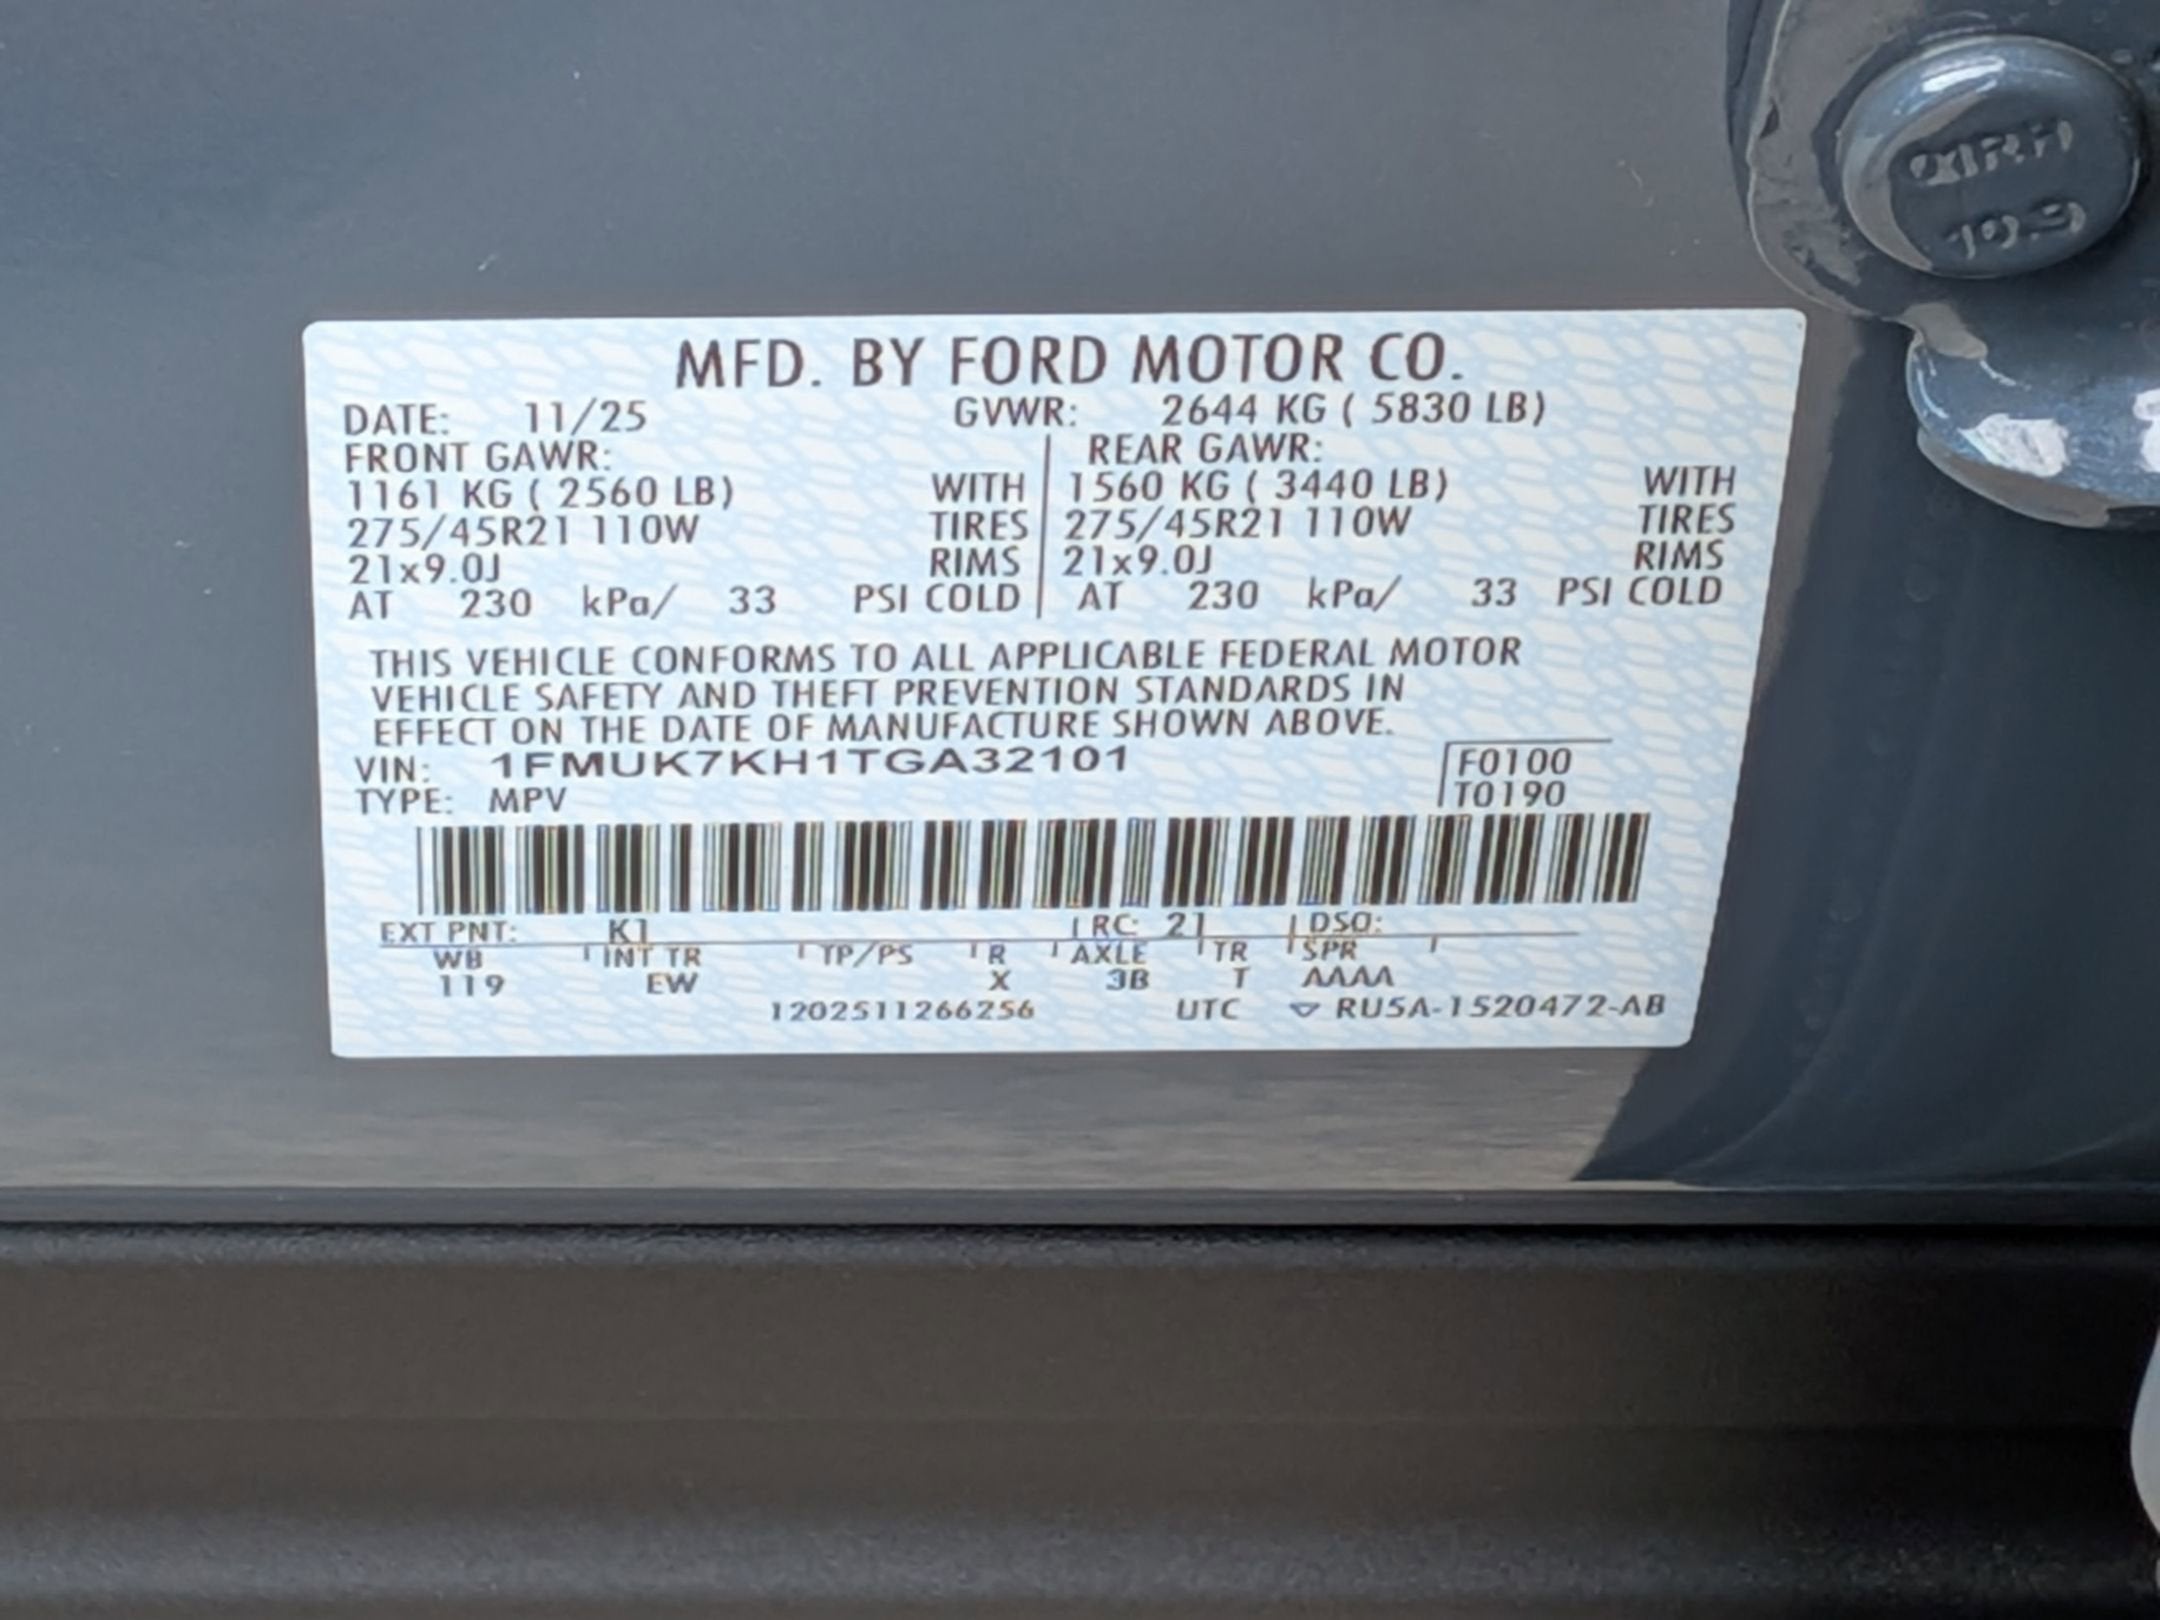 MFD. BY FORD MOTOR CO.
DATE: 11/25 GVWR: 2644 KG ( 5830 LB)
FRONT GAWR: REAR GAWR:
1161 KG ( 2560 LB) WITH 1560 KG ( 3440 LB) WITH
275/45R21 110W TIRES 275/45R21 110W TIRES
21x9.0J RIMS 21x9.0J RIMS
AT 230 kPa/ 33 PSI COLD AT 230 kPa/ 33 PSI COLD
THIS VEHICLE CONFORMS TO ALL APPLICABLE FEDERAL MOTOR
VEHICLE SAFETY AND THEFT PREVENTION STANDARDS IN
EFFECT ON THE DATE OF MANUFACTURE SHOWN ABOVE.
VIN: 1FMUK7KH1TGA32101 F0100
TYPE: MPV T0190
EXT PNT: K1 RC: 21 DSO:
WB INT TR TP/PS R AXLE TR SPR
119 EW X 3B T AAAA
1202511266256 UTC ▽ RU5A-1520472-AB
10.9